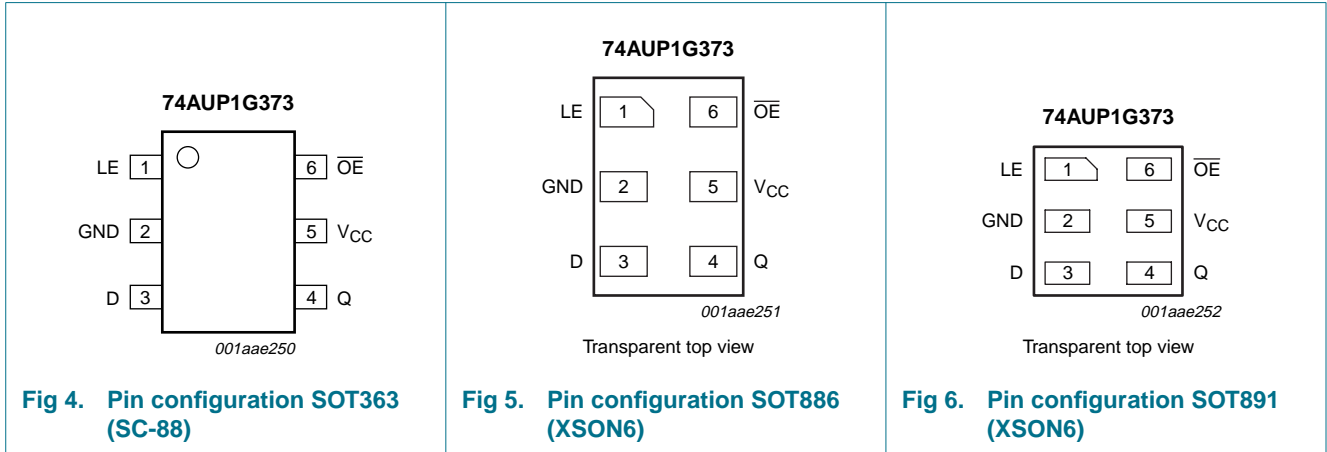 74AUP1G373
LE 1 6 O̅E̅
GND 2 5 VCC
D 3 4 Q
001aae250
Fig 4. Pin configuration SOT363
(SC-88)
74AUP1G373
LE 1 6 O̅E̅
GND 2 5 VCC
D 3 4 Q
001aae251
Transparent top view
Fig 5. Pin configuration SOT886
(XSON6)
74AUP1G373
LE 1 6 O̅E̅
GND 2 5 VCC
D 3 4 Q
001aae252
Transparent top view
Fig 6. Pin configuration SOT891
(XSON6)